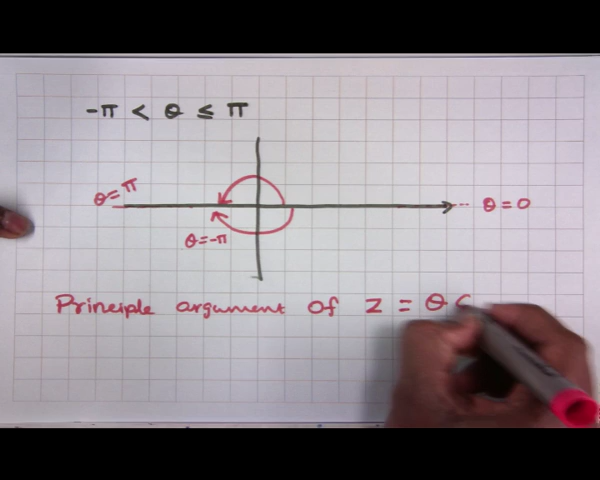 -π < θ ≤ π
θ=π
θ=0
θ=-π
Principle argument of z = θ